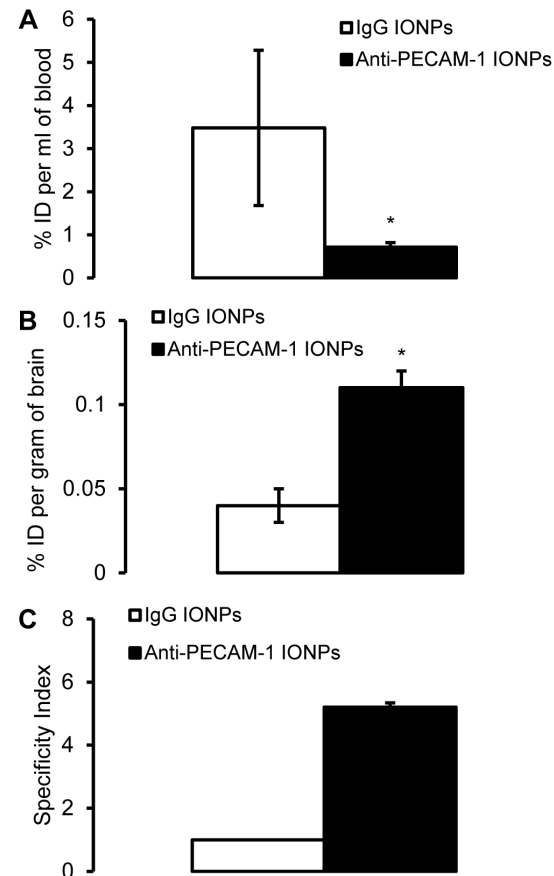 A
% ID per ml of blood
6
5
4
3
2
1
0
IgG IONPs
Anti-PECAM-1 IONPs
*
B
% ID per gram of brain
0.15
0.1
0.05
0
IgG IONPs
Anti-PECAM-1 IONPs
*
C
Specificity Index
8
6
4
2
0
IgG IONPs
Anti-PECAM-1 IONPs